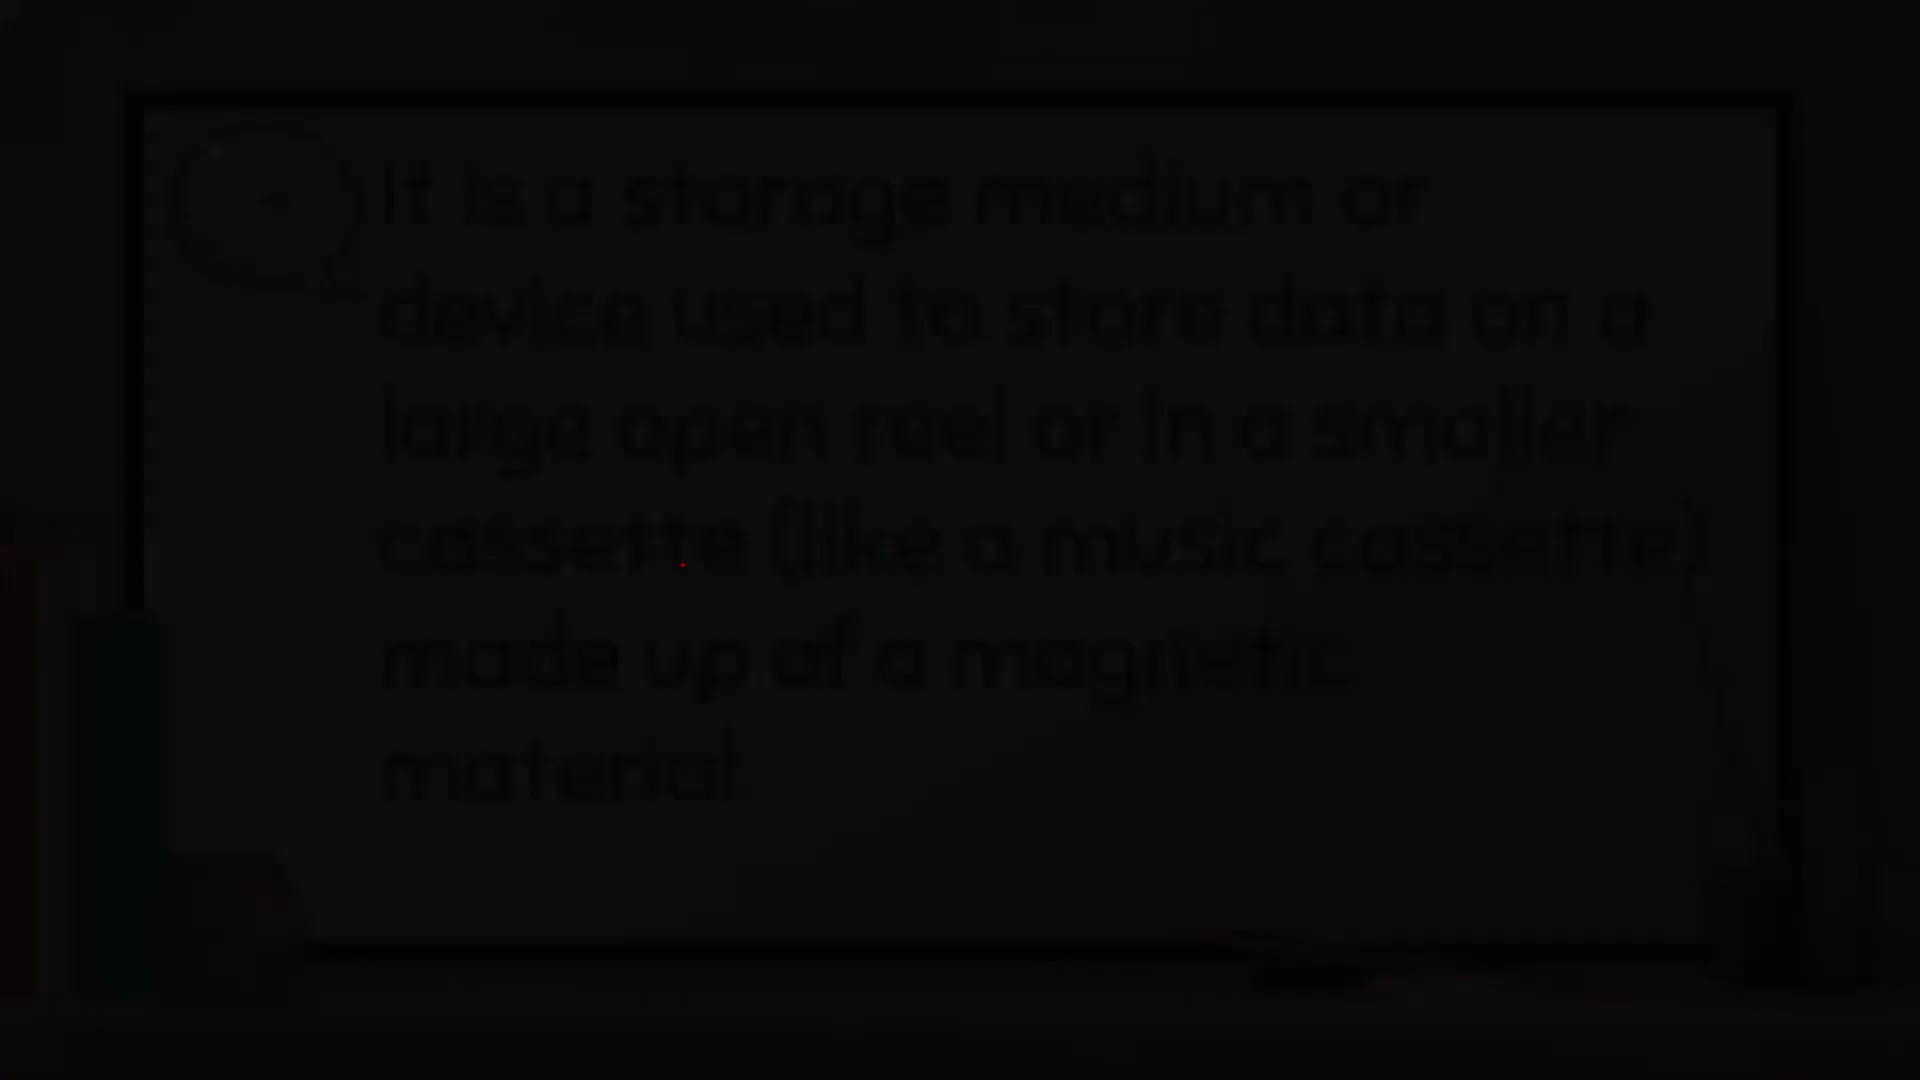 It is a storage medium or
device used to store data on a
large open reel or in a smaller
cassette (like a music cassette)
made up of a magnetic
material